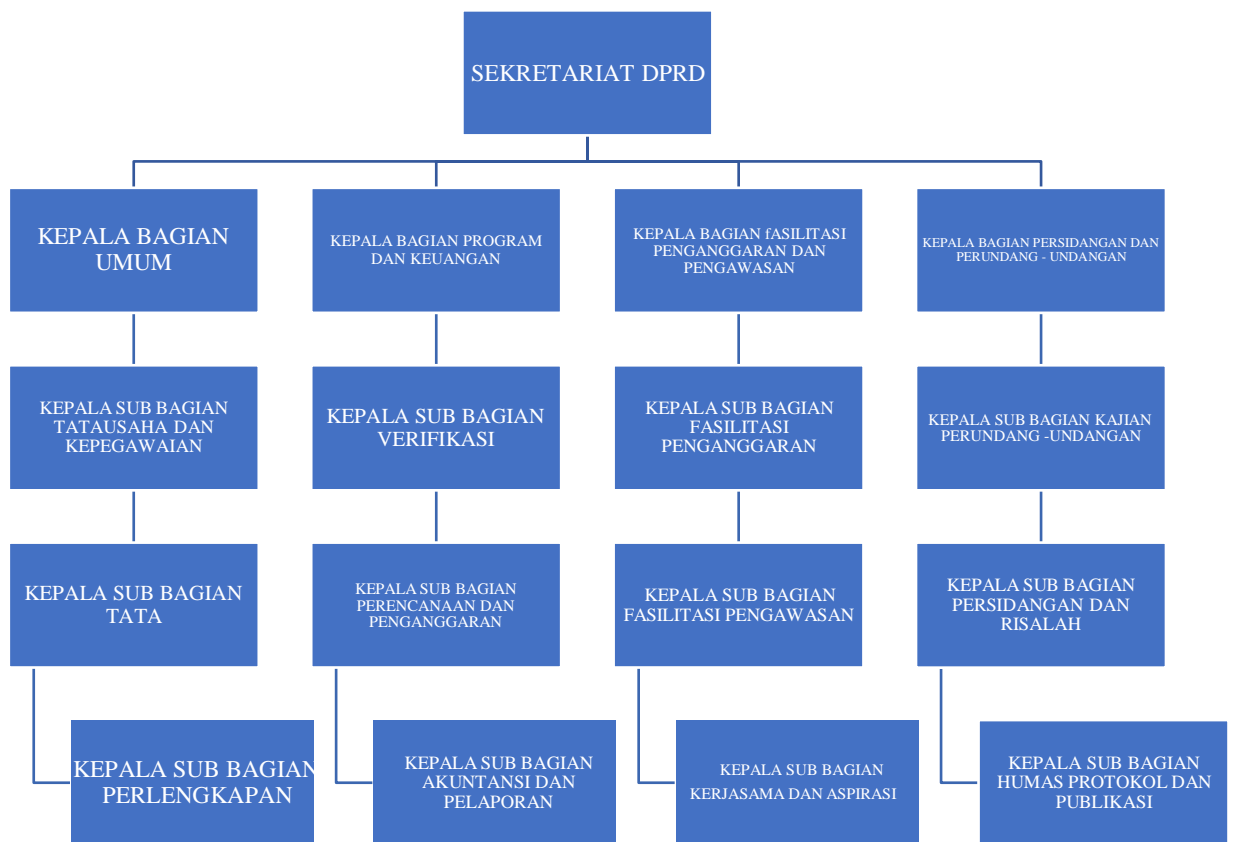 SEKRETARIAT DPRD
KEPALA BAGIAN
UMUM
KEPALA BAGIAN PROGRAM
DAN KEUANGAN
KEPALA BAGIAN fASILITASI
PENGANGGARAN DAN
PENGAWASAN
KEPALA BAGIAN PERSIDANGAN DAN
PERUNDANG - UNDANGAN
KEPALA SUB BAGIAN
TATAUSAHA DAN
KEPEGAWAIAN
KEPALA SUB BAGIAN
VERIFIKASI
KEPALA SUB BAGIAN
FASILITASI
PENGANGGARAN
KEPALA SUB BAGIAN KAJIAN
PERUNDANG -UNDANGAN
KEPALA SUB BAGIAN
TATA
KEPALA SUB BAGIAN
PERENCANAAN DAN
PENGANGGARAN
KEPALA SUB BAGIAN
FASILITASI PENGAWASAN
KEPALA SUB BAGIAN
PERSIDANGAN DAN
RISALAH
KEPALA SUB BAGIAN
PERLENGKAPAN
KEPALA SUB BAGIAN
AKUNTANSI DAN
PELAPORAN
KEPALA SUB BAGIAN
KERJASAMA DAN ASPIRASI
KEPALA SUB BAGIAN
HUMAS PROTOKOL DAN
PUBLIKASI